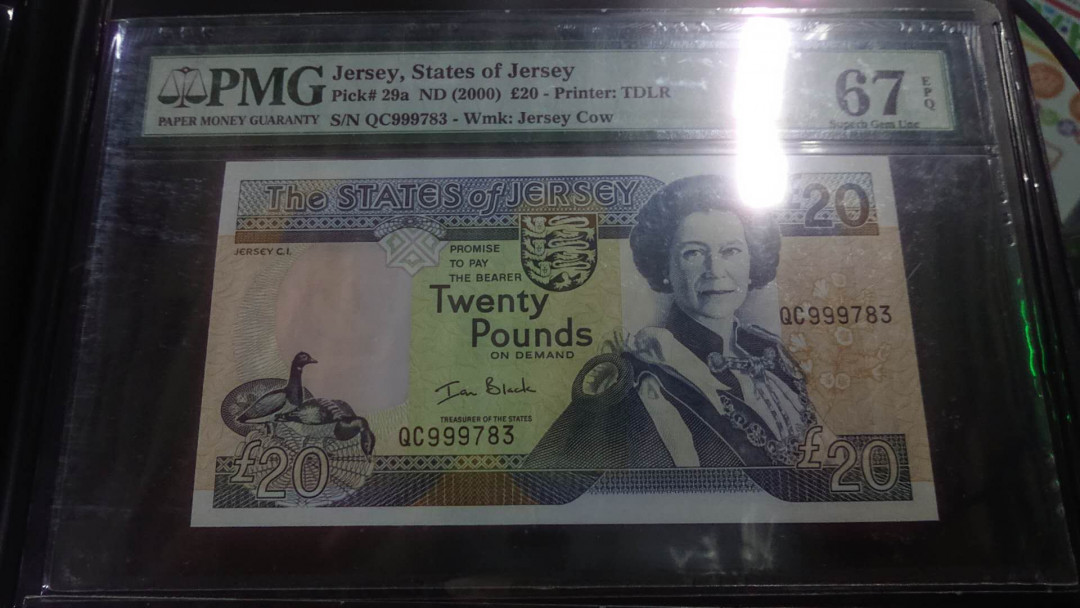 PMG
PAPER MONEY GUARANTY
Jersey, States of Jersey
Pick# 29a ND (2000) £20 - Printer: TDLR
S/N QC999783 - Wmk: Jersey Cow
67
EPQ
Superb Gem Unc
The STATES of JERSEY
£20
JERSEY C.I.
PROMISE
TO PAY
THE BEARER
Twenty
Pounds
ON DEMAND
Ian Black
TREASURER OF THE STATES
QC999783
QC999783
£20
£20